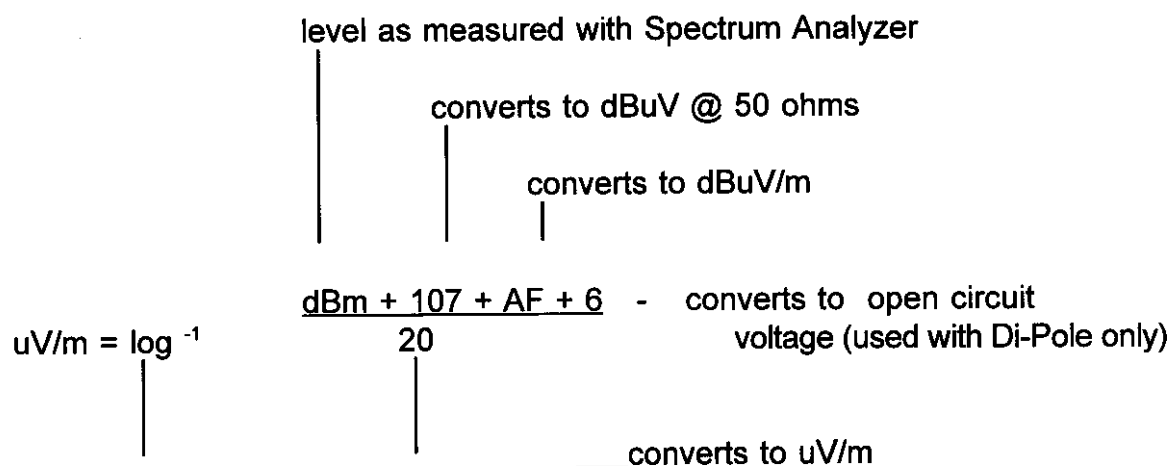 level as measured with Spectrum Analyzer
converts to dBuV @ 50 ohms
converts to dBuV/m
dBm + 107 + AF + 6 - converts to open circuit
uV/m = log -1 20 voltage (used with Di-Pole only)
converts to uV/m